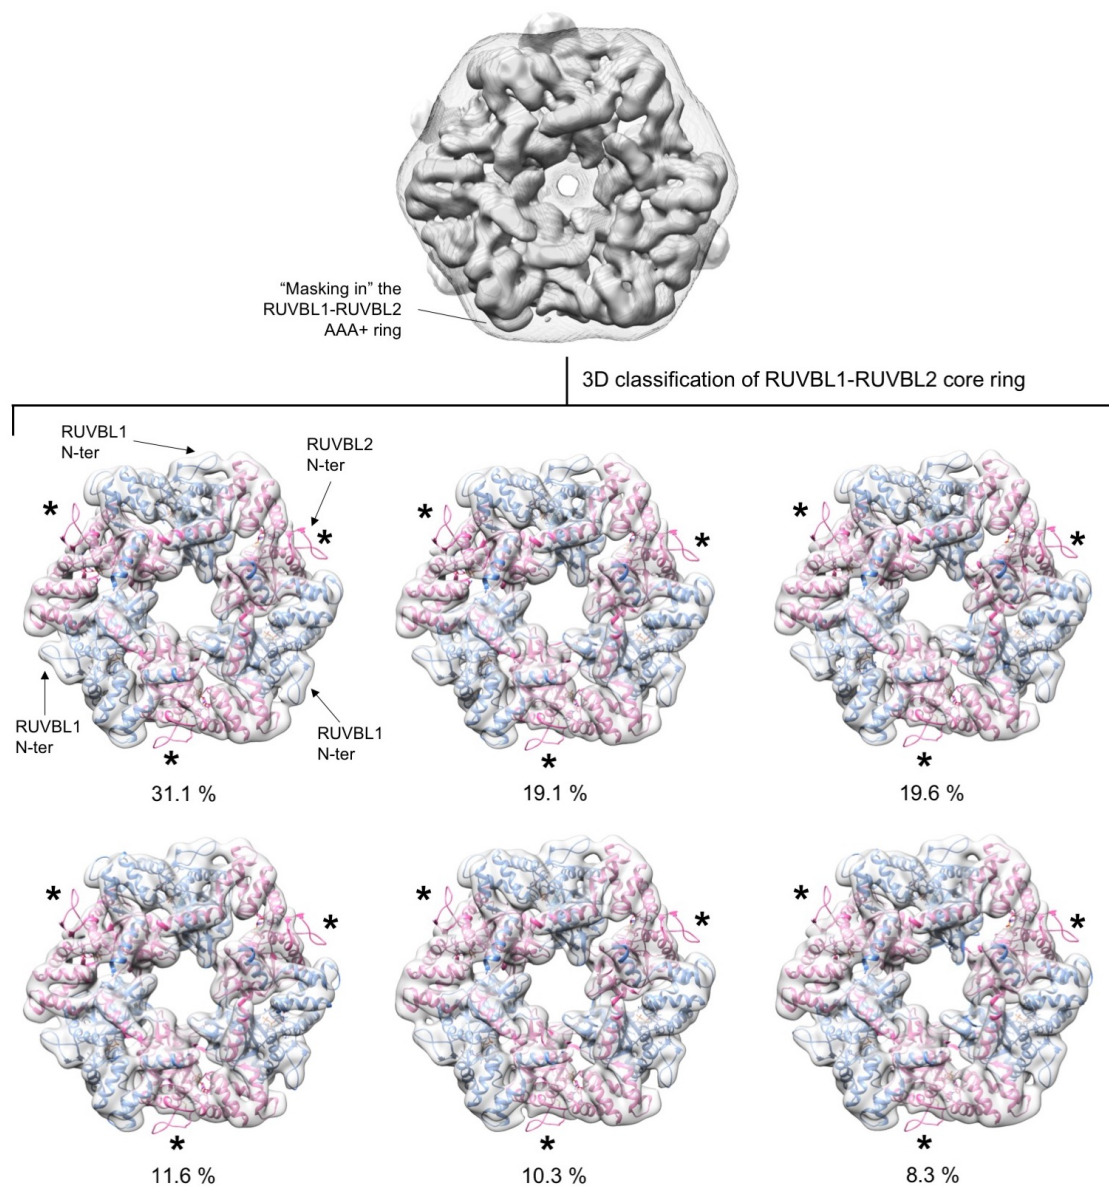 “Masking in” the
RUVBL1-RUVBL2
AAA+ ring
3D classification of RUVBL1-RUVBL2 core ring
RUVBL1
N-ter
RUVBL2
N-ter
*
*
*
*
*
*
RUVBL1
N-ter
RUVBL1
N-ter
*
*
*
31.1 %
19.1 %
19.6 %
*
*
*
*
*
*
*
*
*
11.6 %
10.3 %
8.3 %